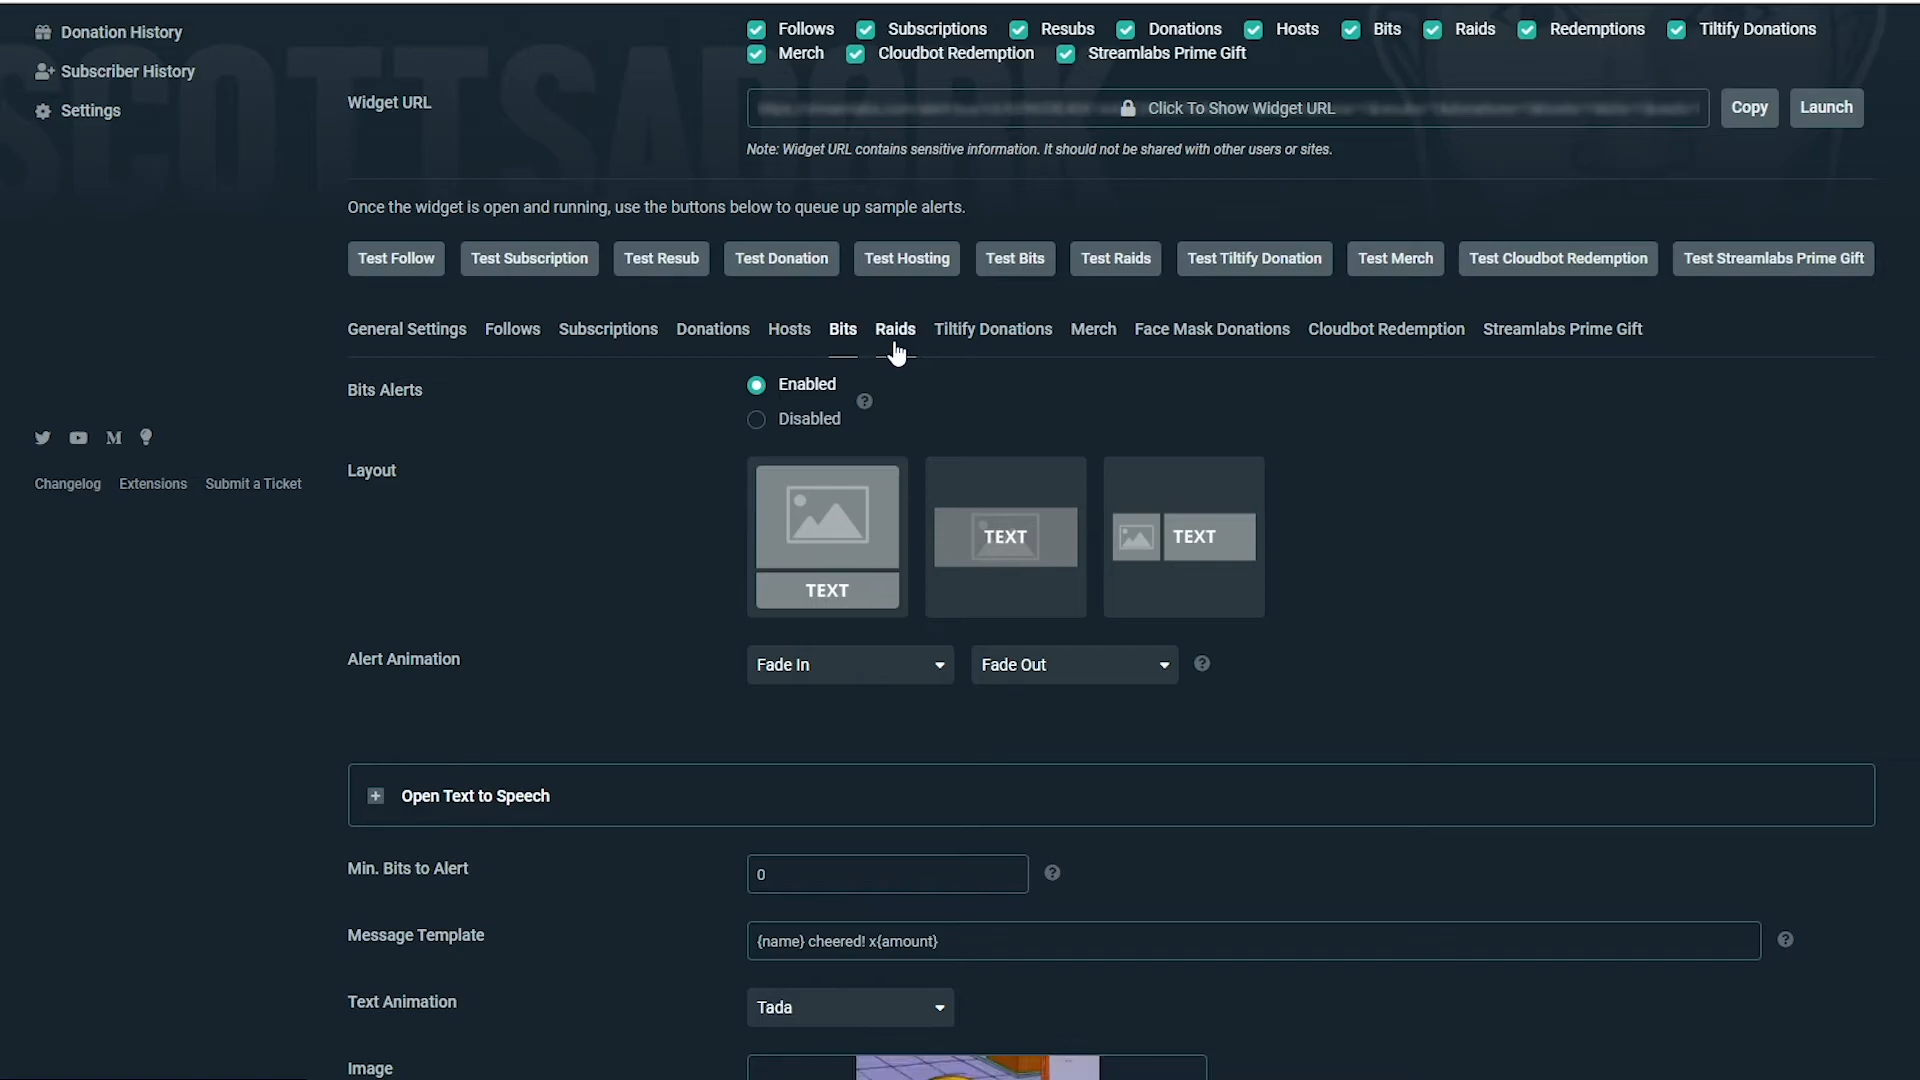 Donation History
Subscriber History
Settings
Follows Subscriptions Resubs Donations Hosts Bits Raids Redemptions Tiltify Donations
Merch Cloudbot Redemption Streamlabs Prime Gift
Widget URL
Click To Show Widget URL
Copy
Launch
Note: Widget URL contains sensitive information. It should not be shared with other users or sites.
Once the widget is open and running, use the buttons below to queue up sample alerts.
Test Follow Test Subscription Test Resub Test Donation Test Hosting Test Bits Test Raids Test Tiltify Donation Test Merch Test Cloudbot Redemption Test Streamlabs Prime Gift
General Settings Follows Subscriptions Donations Hosts Bits Raids Tiltify Donations Merch Face Mask Donations Cloudbot Redemption Streamlabs Prime Gift
Bits Alerts
Enabled
Disabled
Changelog Extensions Submit a Ticket
Layout
TEXT
TEXT
TEXT
Alert Animation
Fade In
Fade Out
Open Text to Speech
Min. Bits to Alert
0
Message Template
{name} cheered! x{amount}
Text Animation
Tada
Image